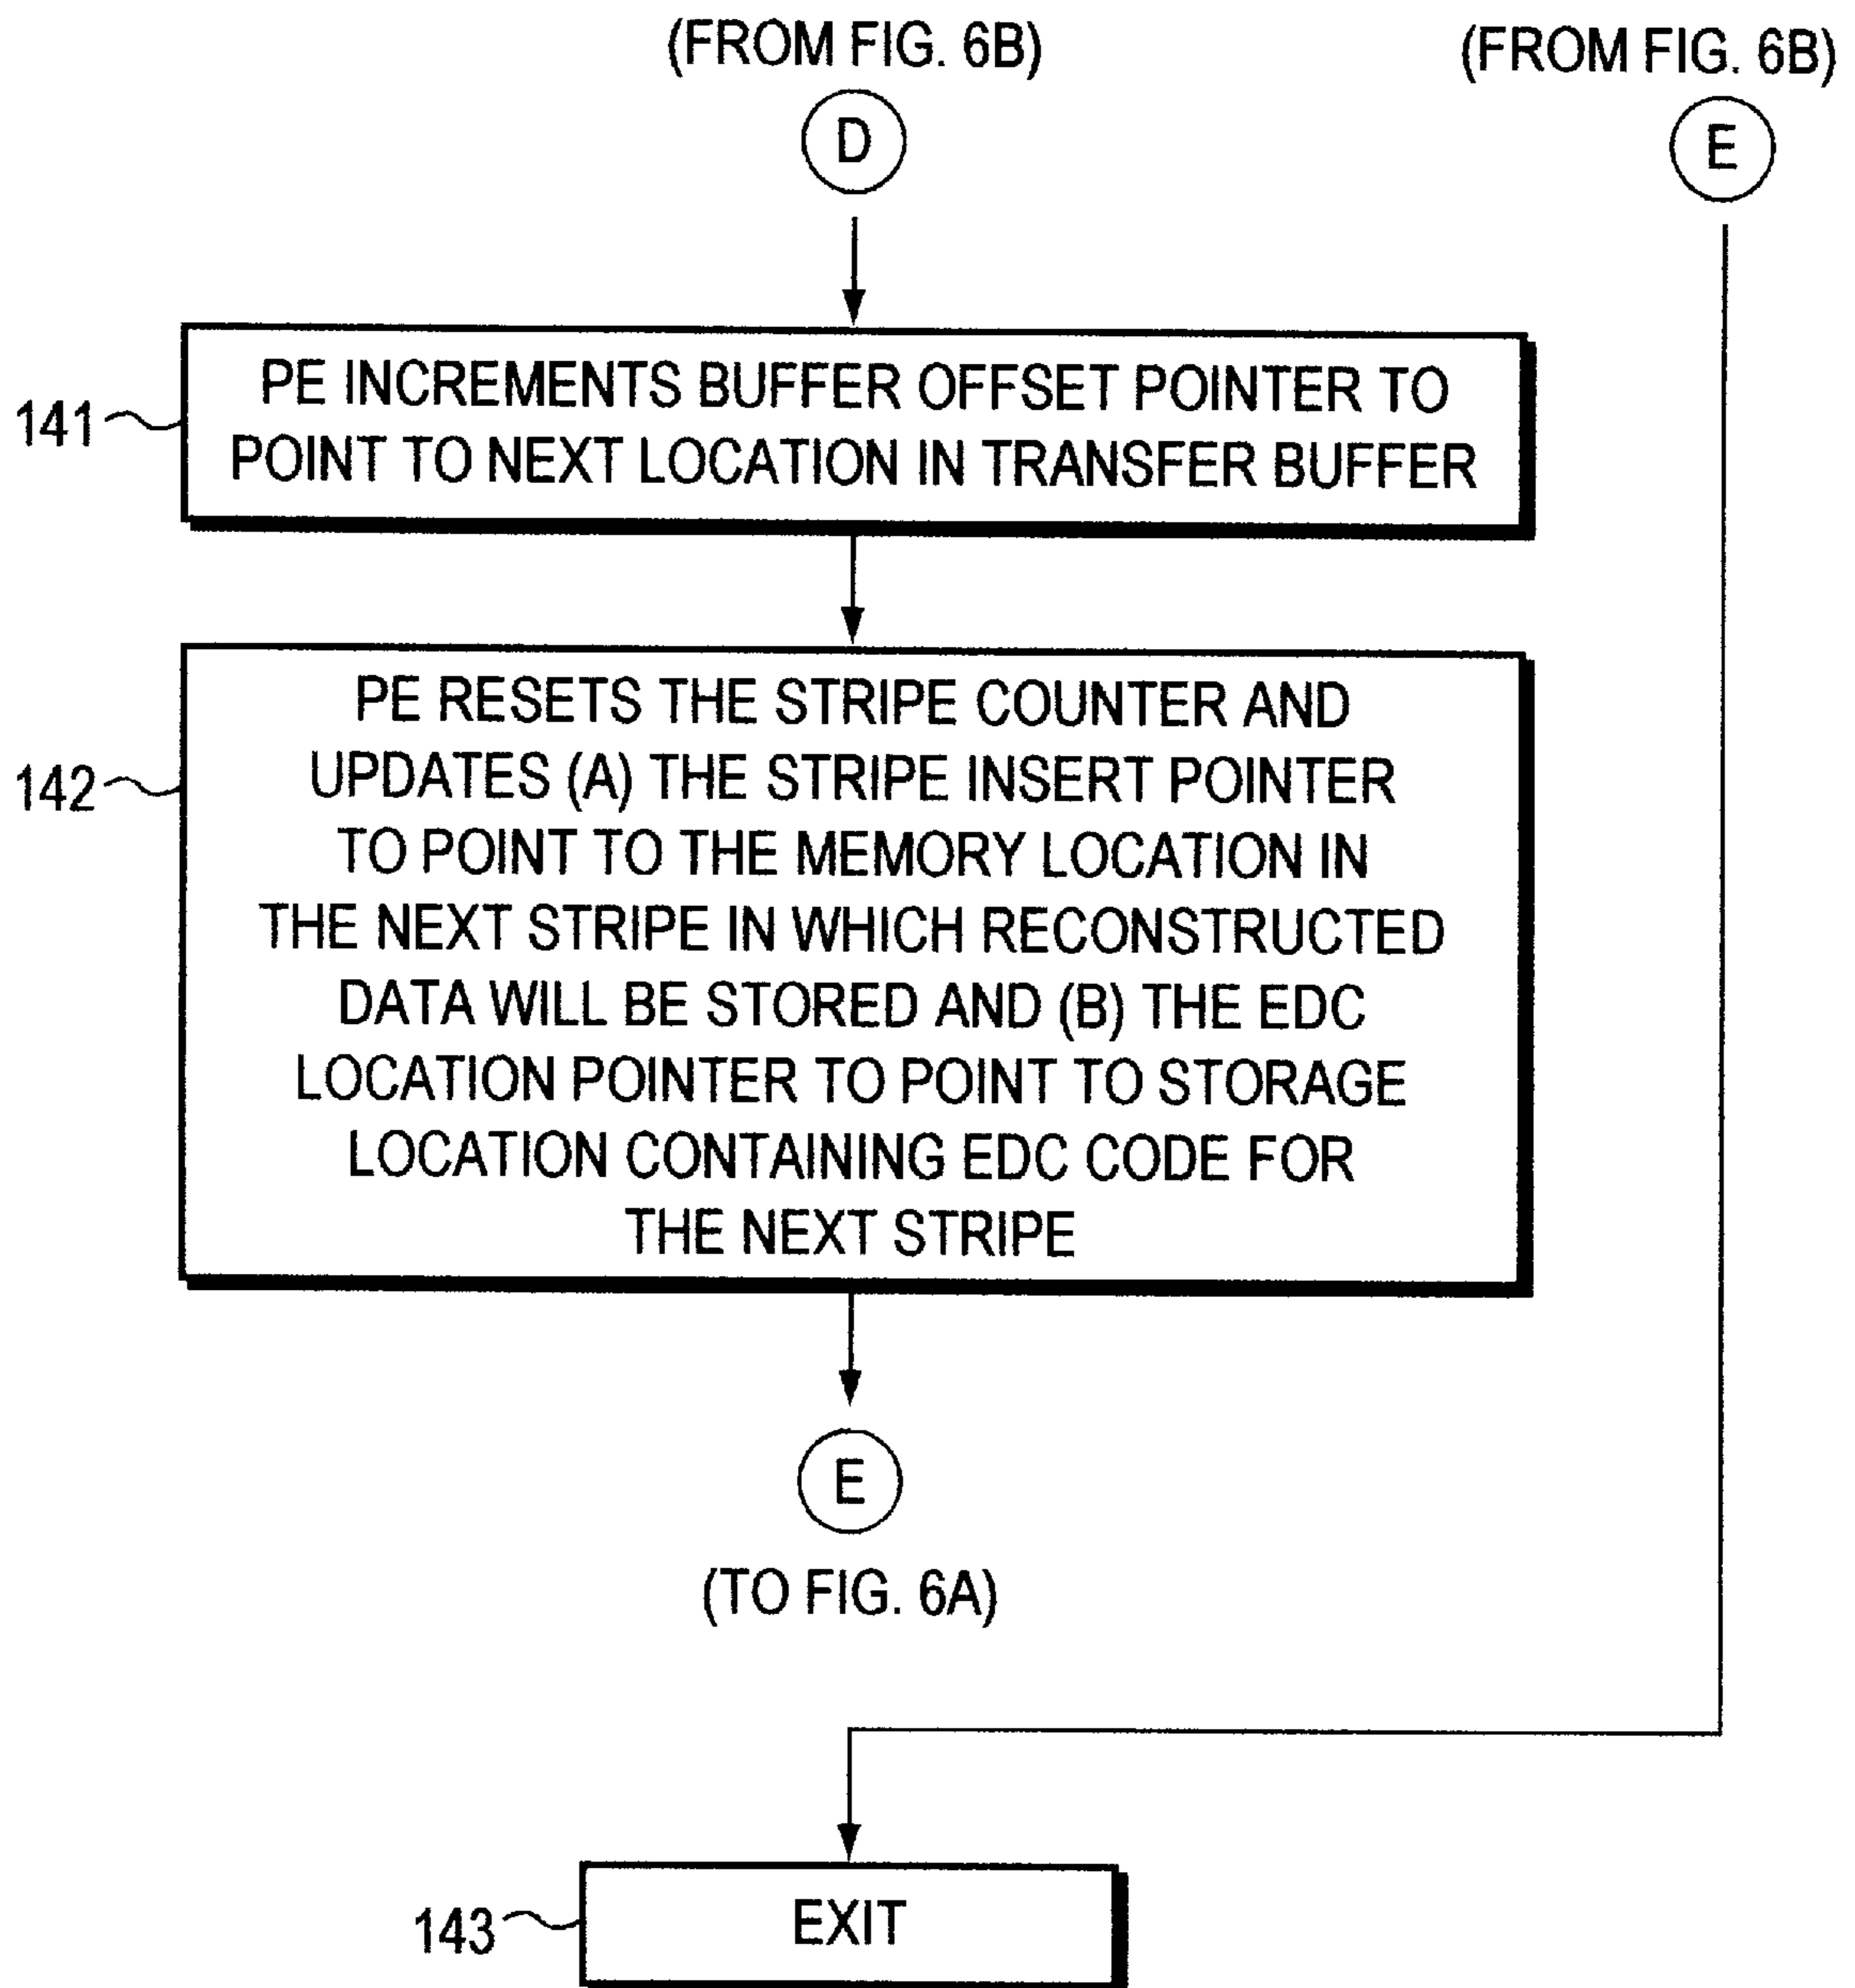 (FROM FIG. 6B)
(FROM FIG. 6B)
D
E
141
PE INCREMENTS BUFFER OFFSET POINTER TO
POINT TO NEXT LOCATION IN TRANSFER BUFFER
142
PE RESETS THE STRIPE COUNTER AND
UPDATES (A) THE STRIPE INSERT POINTER
TO POINT TO THE MEMORY LOCATION IN
THE NEXT STRIPE IN WHICH RECONSTRUCTED
DATA WILL BE STORED AND (B) THE EDC
LOCATION POINTER TO POINT TO STORAGE
LOCATION CONTAINING EDC CODE FOR
THE NEXT STRIPE
E
(TO FIG. 6A)
143
EXIT